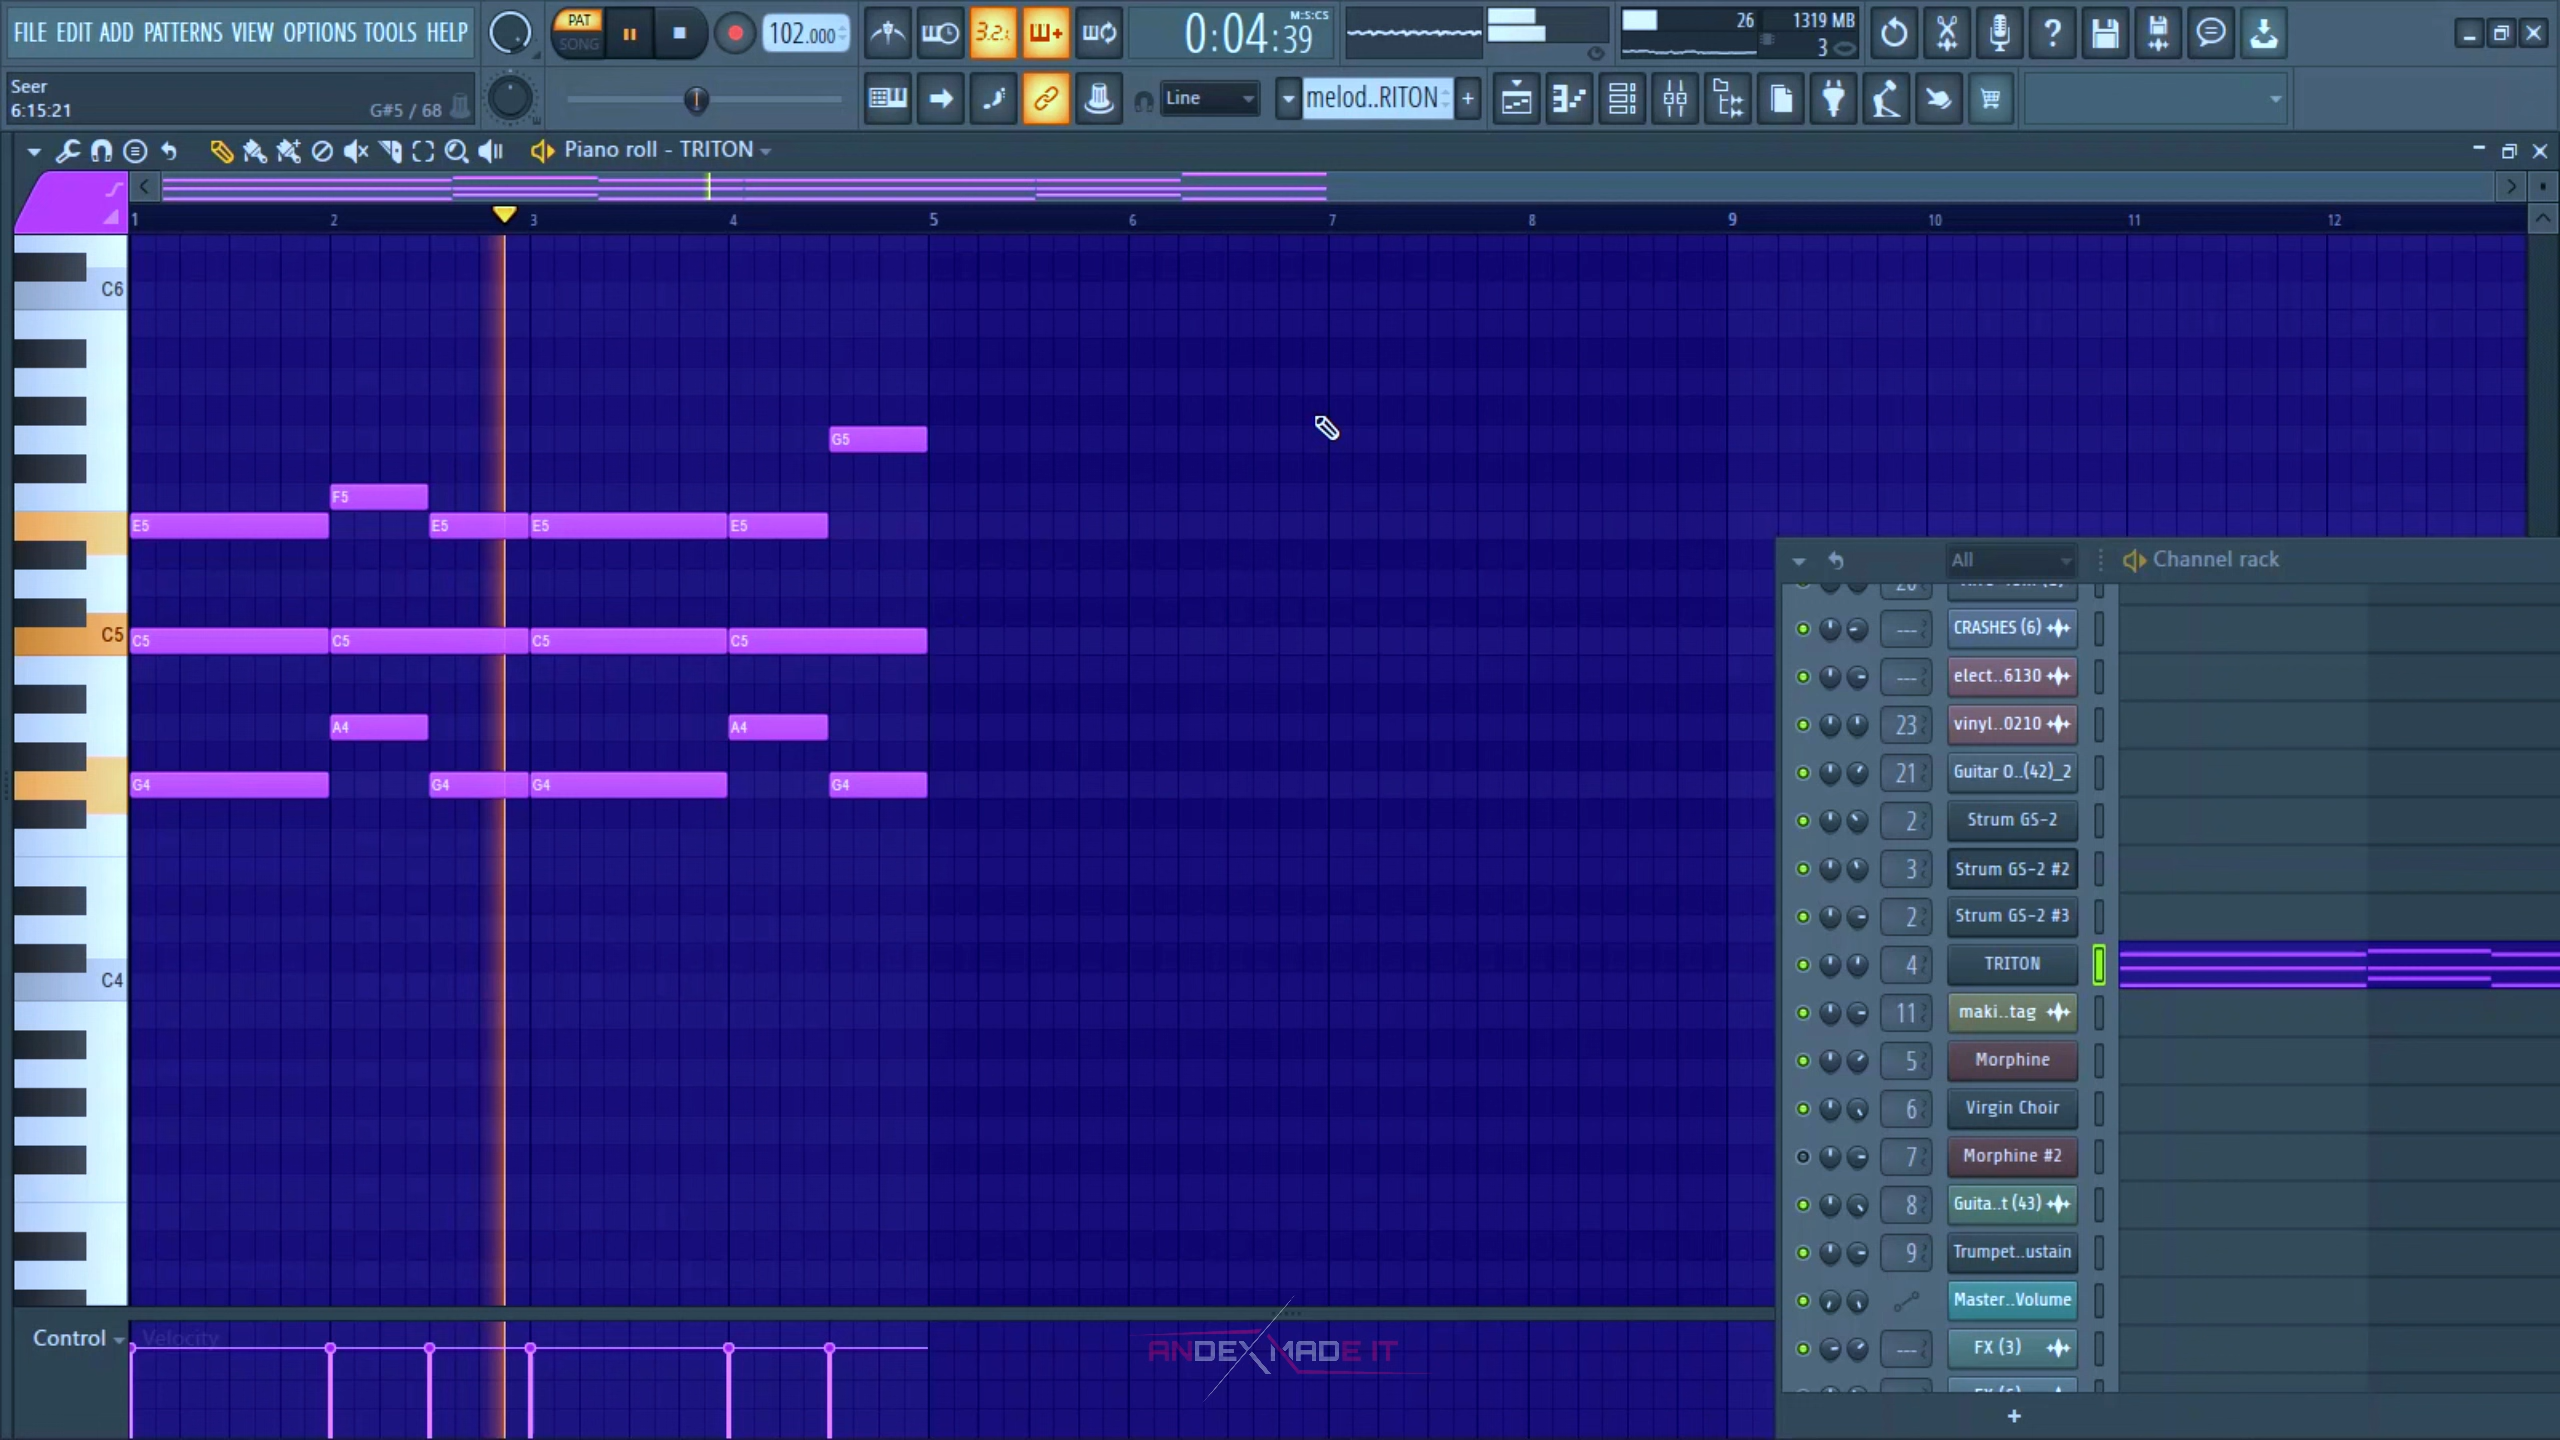 FILE EDIT ADD PATTERNS VIEW OPTIONS TOOLS HELP
PAT
SONG
102.000
3.2.
M:S:CS
0:04:39
26
1319 MB
3
Seer
6:15:21
G#5 / 68
Line
melod..RITON
+
Piano roll - TRITON
1 2 3 4 5 6 7 8 9 10 11 12
C6
G5
F5
E5 E5 E5 E5
C5
C5 C5 C5 C5
A4 A4
G4 G4 G4 G4
C4
Control
Velocity
ANDEX MADE IT
All
Channel rack
--- CRASHES (6)
--- elect..6130
23 vinyl..0210
21 Guitar O..(42)_2
2 Strum GS-2
3 Strum GS-2 #2
2 Strum GS-2 #3
4 TRITON
11 maki..tag
5 Morphine
6 Virgin Choir
7 Morphine #2
8 Guita..t (43)
9 Trumpet..ustain
Master..Volume
--- FX (3)
+